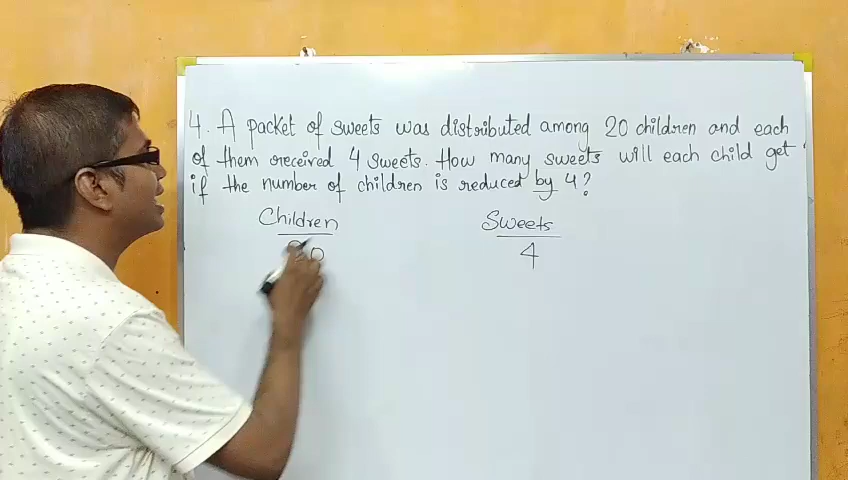 4. A packet of sweets was distributed among 20 children and each
of them received 4 sweets. How many sweets will each child get
if the number of children is reduced by 4?
Children Sweets
20 4